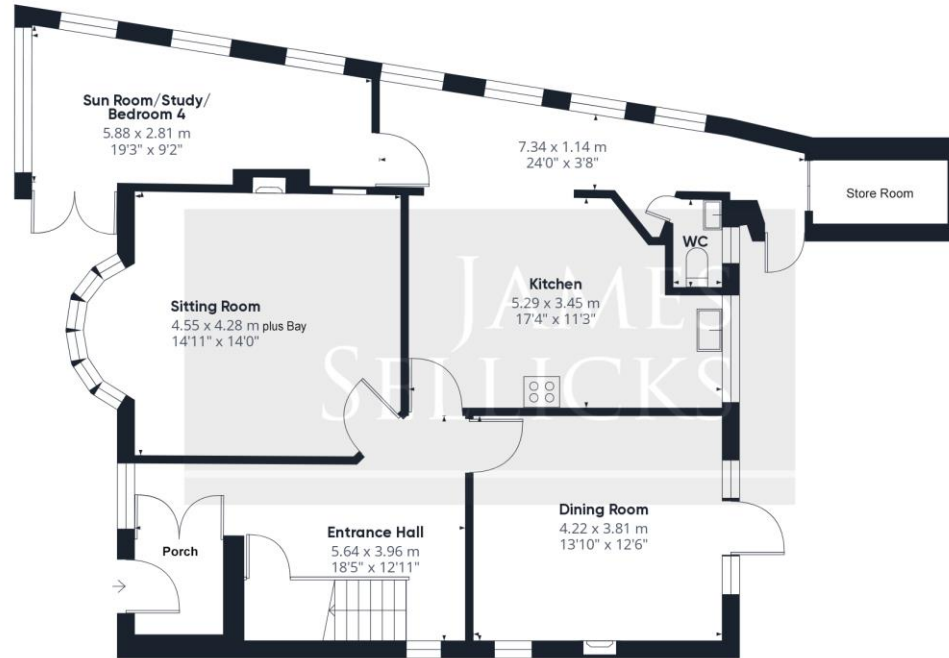 Sun Room/Study/
Bedroom 4
5.88 x 2.81 m
19'3" x 9'2"
7.34 x 1.14 m
24'0" x 3'8"
Store Room
WC
Sitting Room
4.55 x 4.28 m plus Bay
14'11" x 14'0"
Kitchen
5.29 x 3.45 m
17'4" x 11'3"
JAMES
SELLICKS
Dining Room
4.22 x 3.81 m
13'10" x 12'6"
Entrance Hall
5.64 x 3.96 m
18'5" x 12'11"
Porch